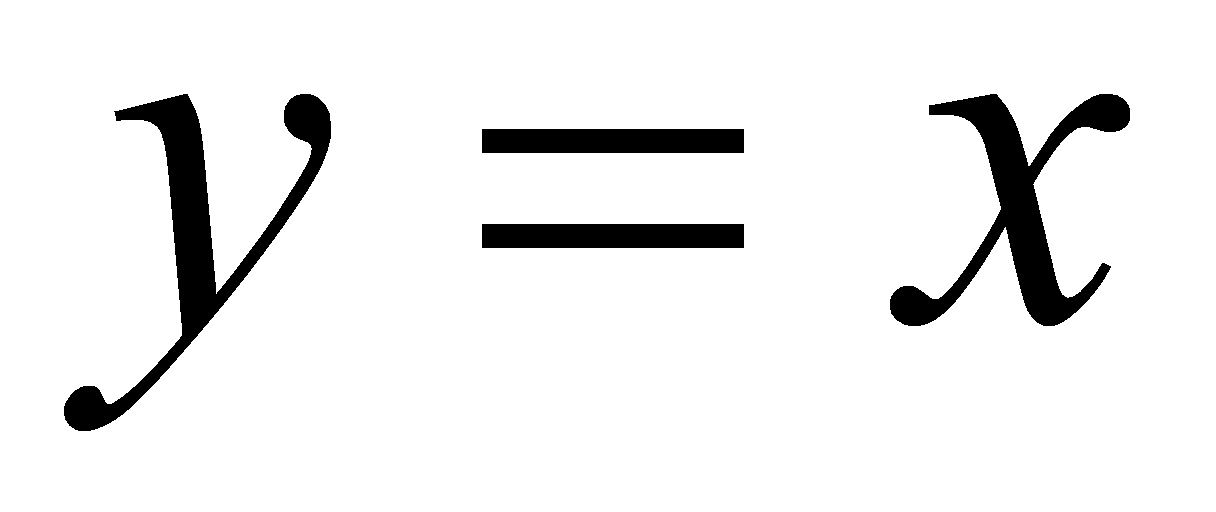 y = x